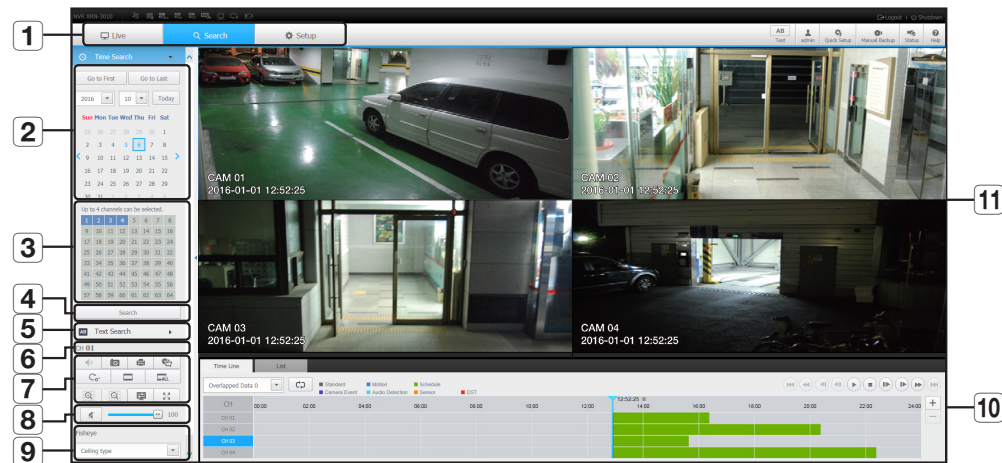 NVR XRN-3010
Logout Shutdown
1
Live
Search
Setup
AB
Text
admin
Quick Setup
Manual Backup
Status
Help
Time Search
Go to First
Go to Last
2016
10
Today
Sun Mon Tue Wed Thu Fri Sat
25 26 27 28 29 30 1
2 3 4 5 6 7 8
9 10 11 12 13 14 15
16 17 18 19 20 21 22
23 24 25 26 27 28 29
30 31
2
Up to 4 channels can be selected.
1 2 3 4 5 6 7 8
9 10 11 12 13 14 15 16
17 18 19 20 21 22 23 24
25 26 27 28 29 30 31 32
33 34 35 36 37 38 39 40
41 42 43 44 45 46 47 48
49 50 51 52 53 54 55 56
57 58 59 60 61 62 63 64
3
4
Search
5
AB Text Search
6
CH 01
7
8
100
9
Fisheye
Ceiling type
CAM 01
2016-01-01 12:52:25
CAM 02
2016-01-01 12:52:25
CAM 03
2016-01-01 12:52:25
CAM 04
2016-01-01 12:52:25
11
Time Line
List
Overlapped Data 0
Standard
Motion
Schedule
Camera Event
Audio Detection
Sensor
DST
12:52:25
CH
00:00 02:00 04:00 06:00 08:00 10:00 12:00 14:00 16:00 18:00 20:00 22:00 24:00
CH 01
CH 02
CH 03
CH 04
10